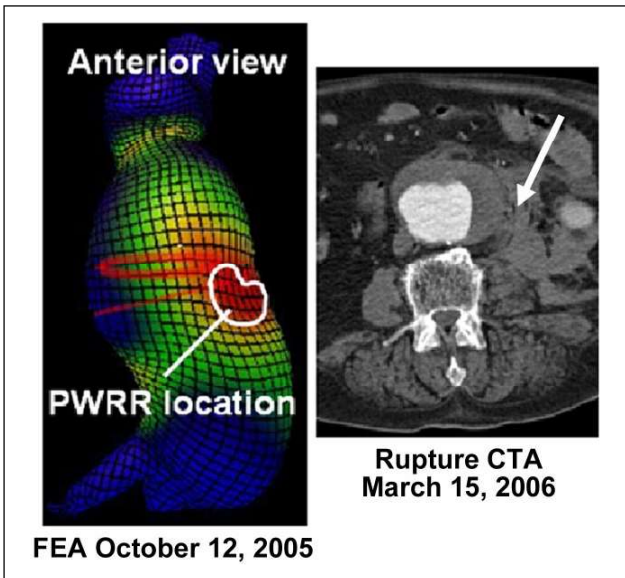 Anterior view
PWRR location
FEA October 12, 2005
Rupture CTA
March 15, 2006